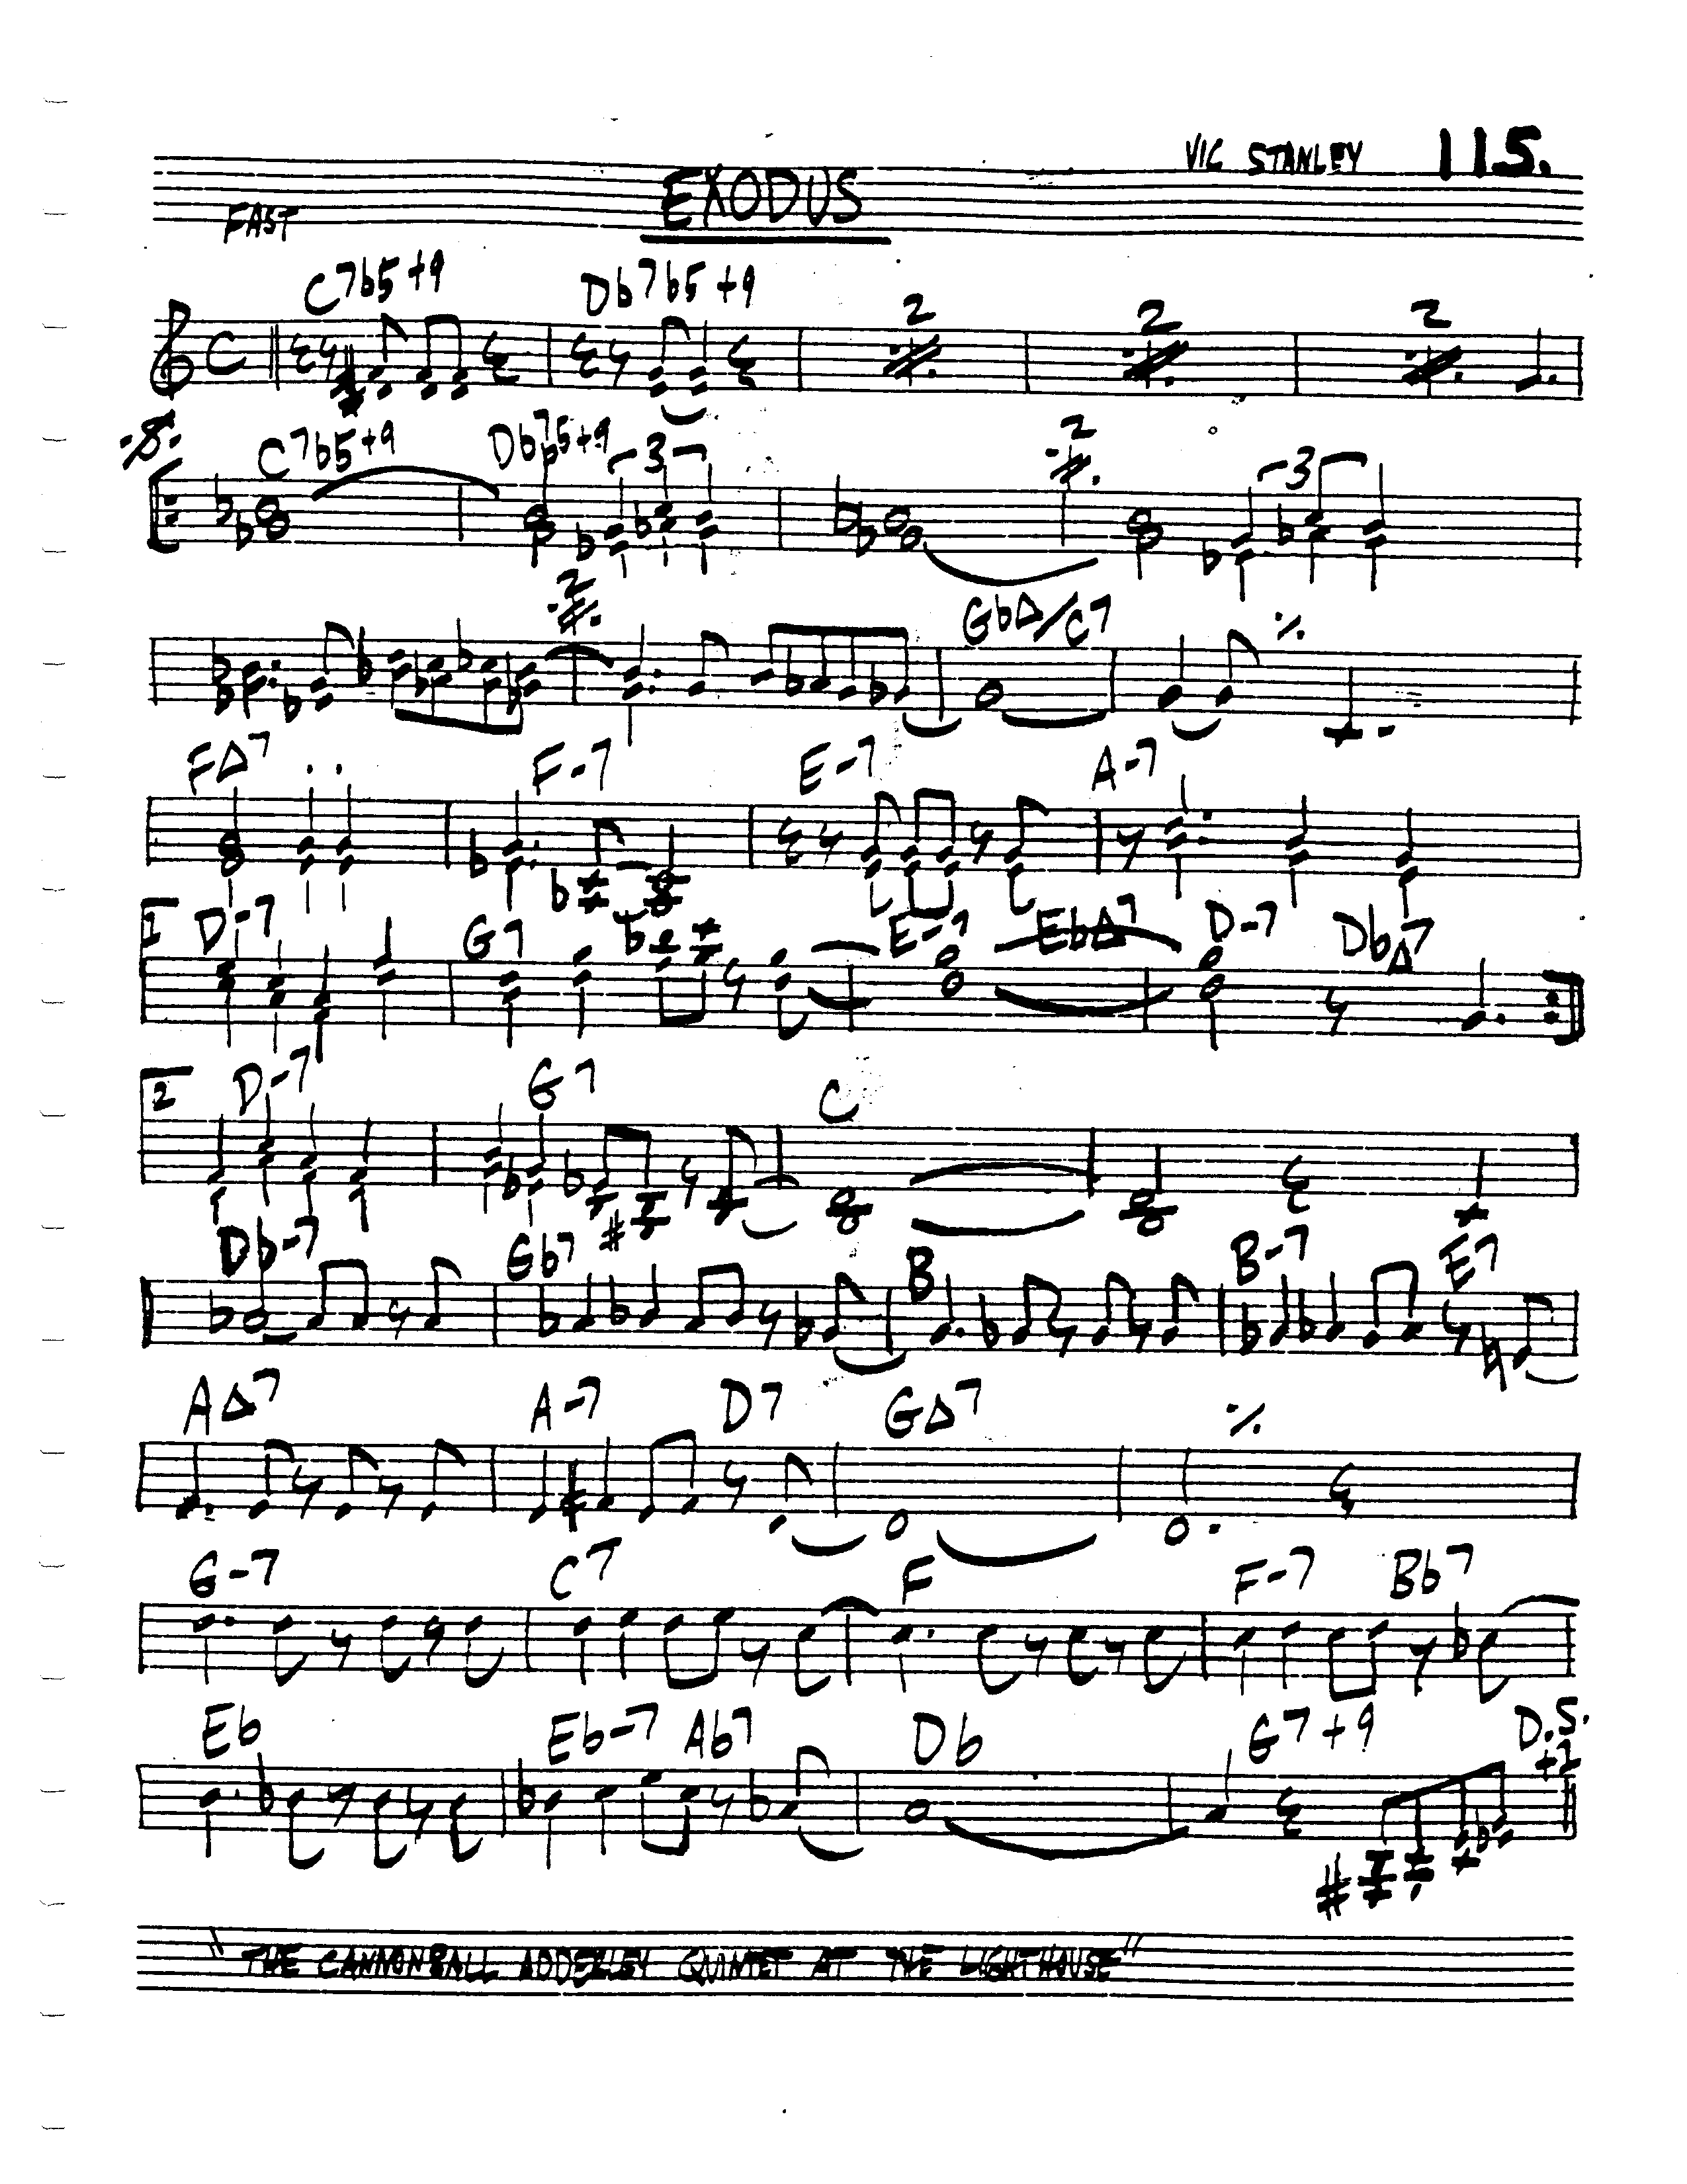 VIC STANLEY 115.
EXODUS
FAST
C7b5+9 Db7b5+9 2 2 2
C7b5+9 Db7b5+9 3 2 3
2 GbΔ/C7
FΔ7 F-7 E-7 A-7
1 D-7 G7 E-7 EbΔ7 D-7 DbΔ7
2 D-7 G7 C
Db-7 Gb7 B B-7 E7
AΔ7 A-7 D7 GΔ7
G-7 C7 F F-7 Bb7
Eb Eb-7 Ab7 Db G7+9 D.S.
"THE CANNONBALL ADDERLEY QUINTET AT THE LIGHTHOUSE"